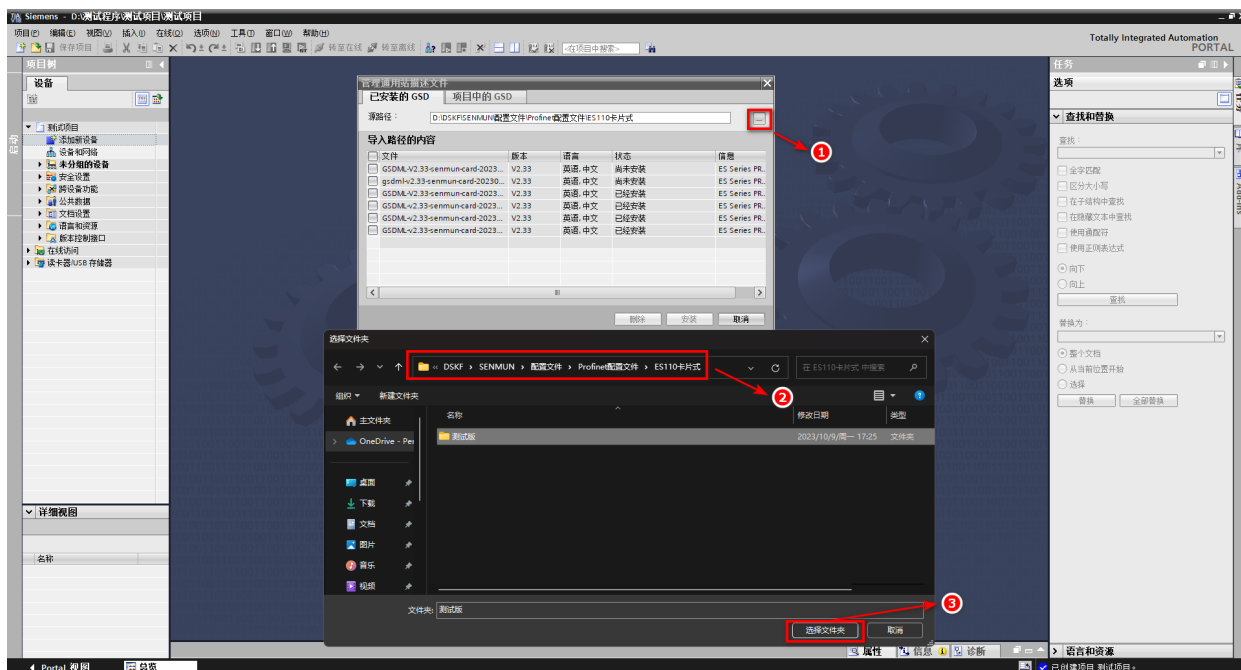 Siemens - D:\测试程序\测试项目\测试项目
项目(P) 编辑(E) 视图(V) 插入(I) 在线(O) 选项(N) 工具(T) 窗口(W) 帮助(H)
Totally Integrated Automation
PORTAL
保存项目
转至在线 转至离线
<在项目中搜索>
项目树
设备
测试项目
添加新设备
设备和网络
未分组的设备
安全设置
跨设备功能
公共数据
文档设置
语言和资源
版本控制接口
在线访问
读卡器/USB 存储器
详细视图
名称
管理通用站描述文件
已安装的 GSD 项目中的 GSD
源路径: D:\DSKF\SENMUN\配置文件\Profinet配置文件\ES110卡片式 ...
1
导入路径的内容
文件 版本 语言 状态 信息
GSDML-V2.33-senmun-card-2023... V2.33 英语, 中文 尚未安装 ES Series PR..
gsdml-v2.33-senmun-card-20230... V2.33 英语, 中文 尚未安装 ES Series PR..
GSDML-V2.33-senmun-card-2023... V2.33 英语, 中文 已经安装 ES Series PR..
GSDML-V2.33-senmun-card-2023... V2.33 英语, 中文 已经安装 ES Series PR..
GSDML-V2.33-senmun-card-2023... V2.33 英语, 中文 已经安装 ES Series PR..
GSDML-V2.33-senmun-card-2023... V2.33 英语, 中文 已经安装 ES Series PR..
删除 安装 取消
选择文件夹
« DSKF › SENMUN › 配置文件 › Profinet配置文件 › ES110卡片式
在 ES110卡片式 中搜索
2
组织 新建文件夹
主文件夹
OneDrive - Per
桌面
下载
文档
图片
音乐
视频
名称 修改日期 类型
测试版 2023/10/9/周一 17:25 文件夹
文件夹: 测试版
3
选择文件夹 取消
任务
选项
查找和替换
查找:
全字匹配
区分大小写
在子结构中查找
在隐藏文本中查找
使用通配符
使用正则表达式
向下
向上
查找
替换为:
整个文档
从当前位置开始
选择
替换 全部替换
语言和资源
Add-Ins
属性 信息 诊断
Portal 视图 总览
已创建项目 测试项目。